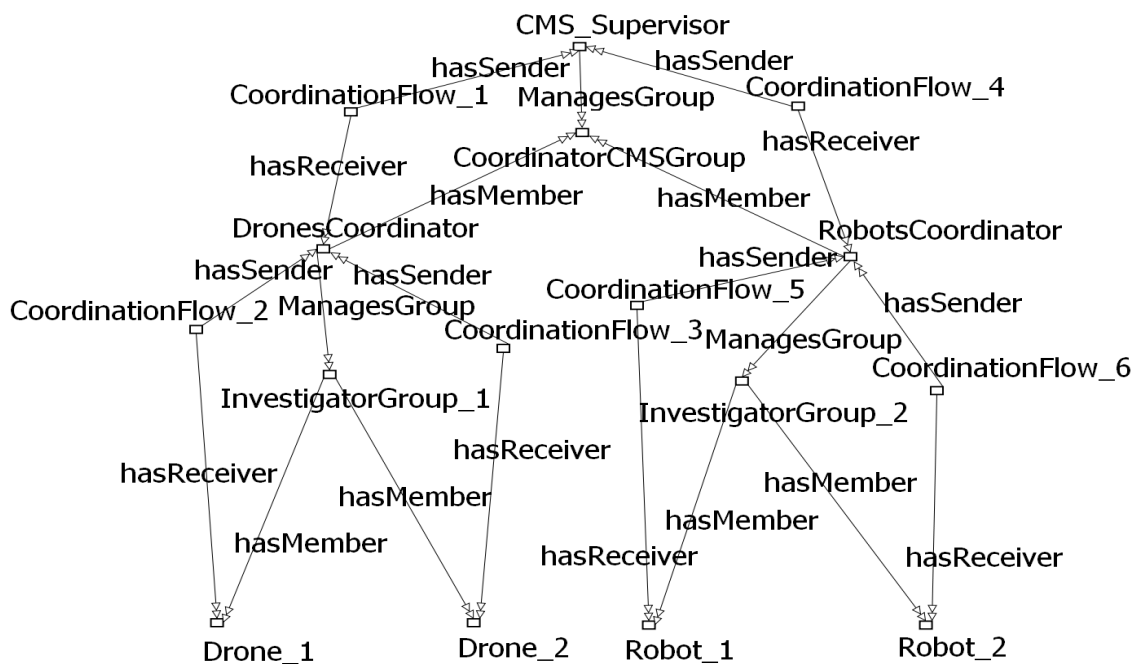 CMS_Supervisor
hasSender
hasSender
CoordinationFlow_1
ManagesGroup
CoordinationFlow_4
hasReceiver
hasReceiver
CoordinatorCMSGroup
hasMember
hasMember
DronesCoordinator
RobotsCoordinator
hasSender
hasSender
hasSender
CoordinationFlow_2
ManagesGroup
CoordinationFlow_5
hasSender
CoordinationFlow_3
ManagesGroup
CoordinationFlow_6
InvestigatorGroup_1
InvestigatorGroup_2
hasReceiver
hasReceiver
hasMember
hasMember
hasMember
hasMember
hasReceiver
hasReceiver
Drone_1
Drone_2
Robot_1
Robot_2